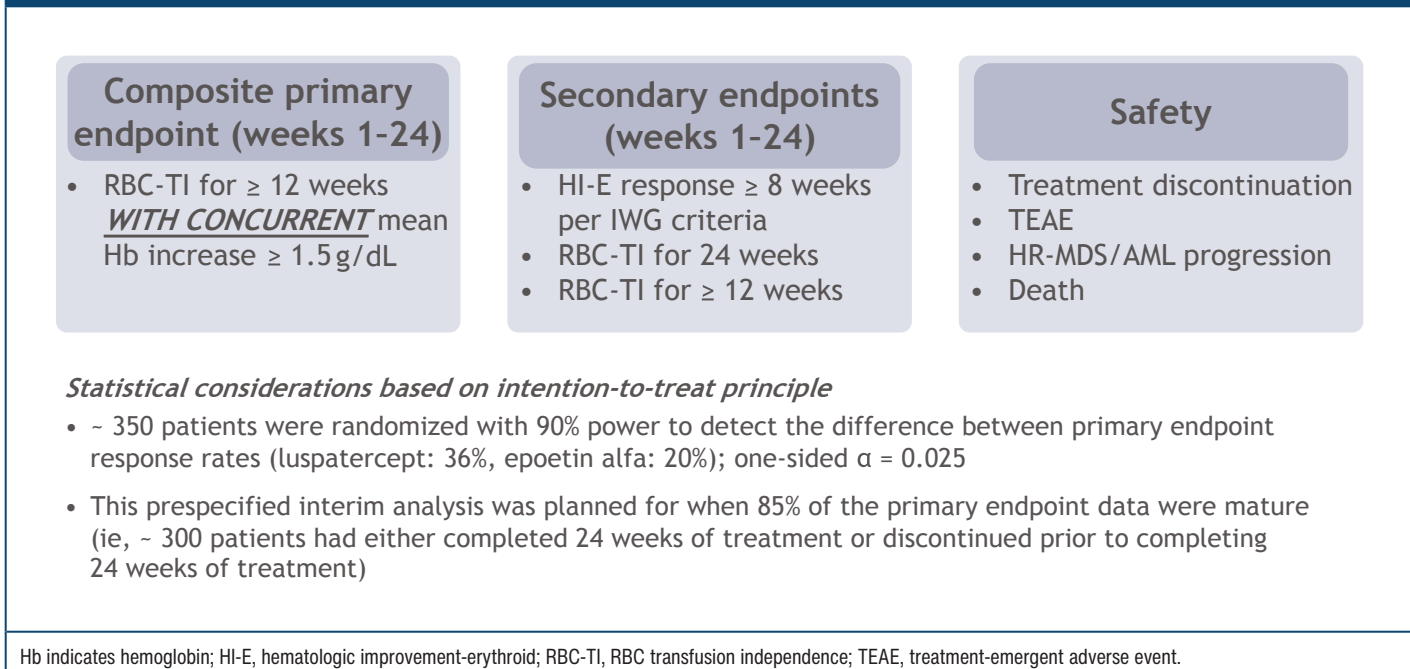 Composite primary
endpoint (weeks 1–24)
• RBC-TI for ≥ 12 weeks
WITH CONCURRENT mean
Hb increase ≥ 1.5 g/dL
Secondary endpoints
(weeks 1–24)
• HI-E response ≥ 8 weeks
per IWG criteria
• RBC-TI for 24 weeks
• RBC-TI for ≥ 12 weeks
Safety
• Treatment discontinuation
• TEAE
• HR-MDS/AML progression
• Death
Statistical considerations based on intention-to-treat principle
• ~ 350 patients were randomized with 90% power to detect the difference between primary endpoint
response rates (luspatercept: 36%, epoetin alfa: 20%); one-sided α = 0.025
• This prespecified interim analysis was planned for when 85% of the primary endpoint data were mature
(ie, ~ 300 patients had either completed 24 weeks of treatment or discontinued prior to completing
24 weeks of treatment)
Hb indicates hemoglobin; HI-E, hematologic improvement-erythroid; RBC-TI, RBC transfusion independence; TEAE, treatment-emergent adverse event.